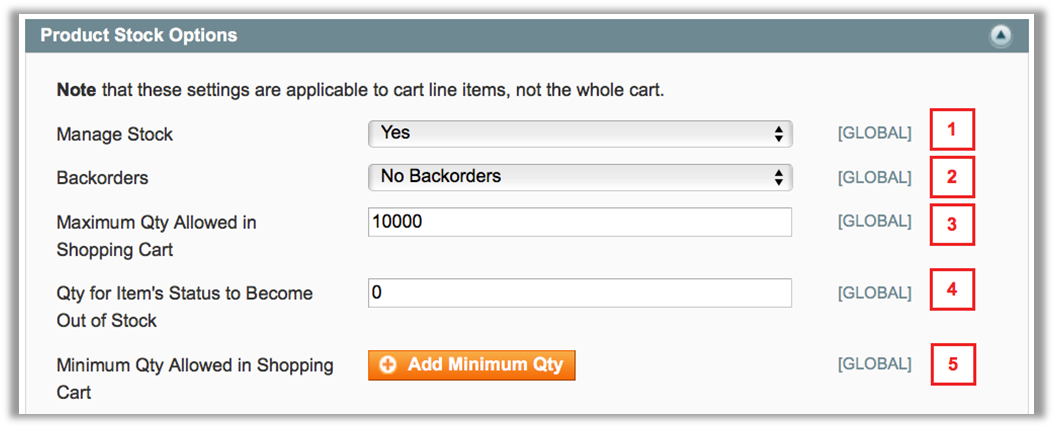 Product Stock Options
Note that these settings are applicable to cart line items, not the whole cart.
Manage Stock Yes [GLOBAL] 1
Backorders No Backorders [GLOBAL] 2
Maximum Qty Allowed in 10000 [GLOBAL] 3
Shopping Cart
Qty for Item's Status to Become 0 [GLOBAL] 4
Out of Stock
Minimum Qty Allowed in Shopping Add Minimum Qty [GLOBAL] 5
Cart